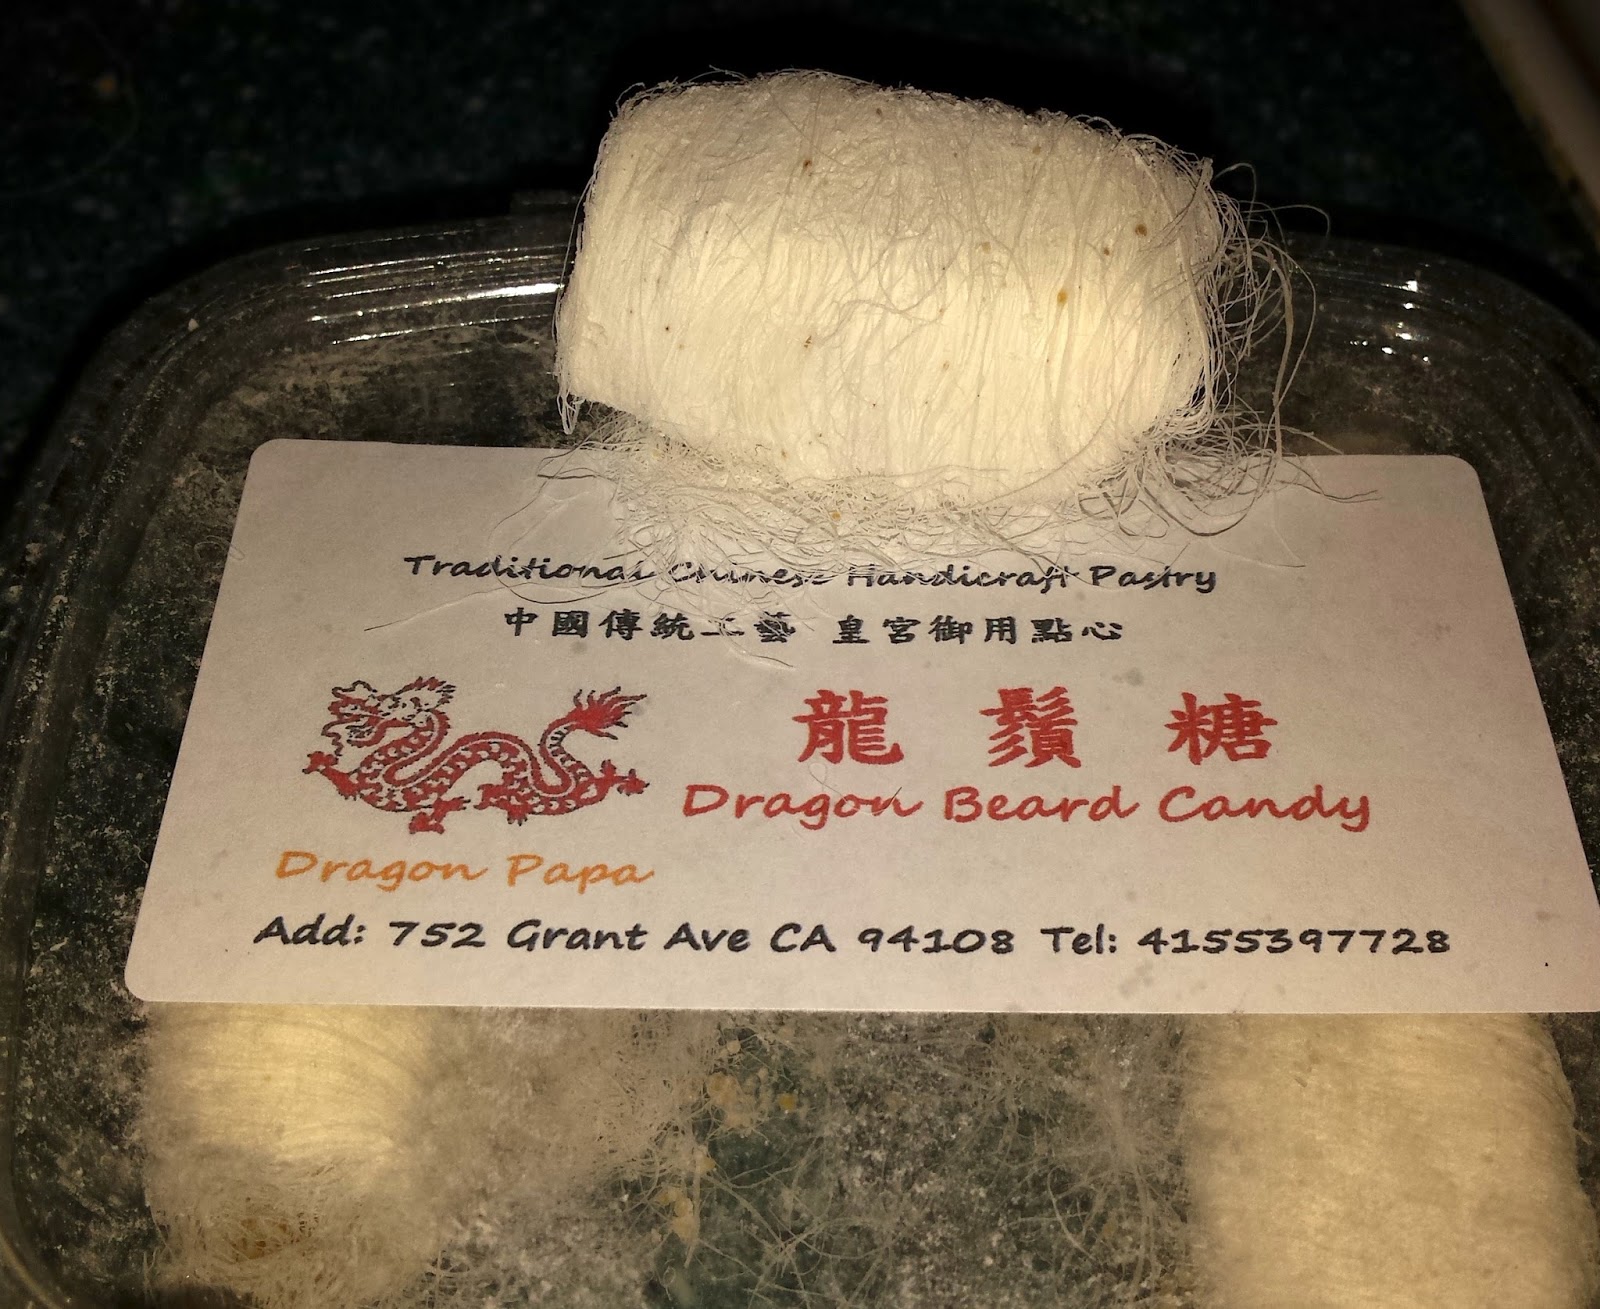 Traditional Chinese Handicraft Pastry
中國傳統工藝 皇宮御用點心
龍鬚糖
Dragon Beard Candy
Dragon Papa
Add: 752 Grant Ave CA 94108 Tel: 4155397728